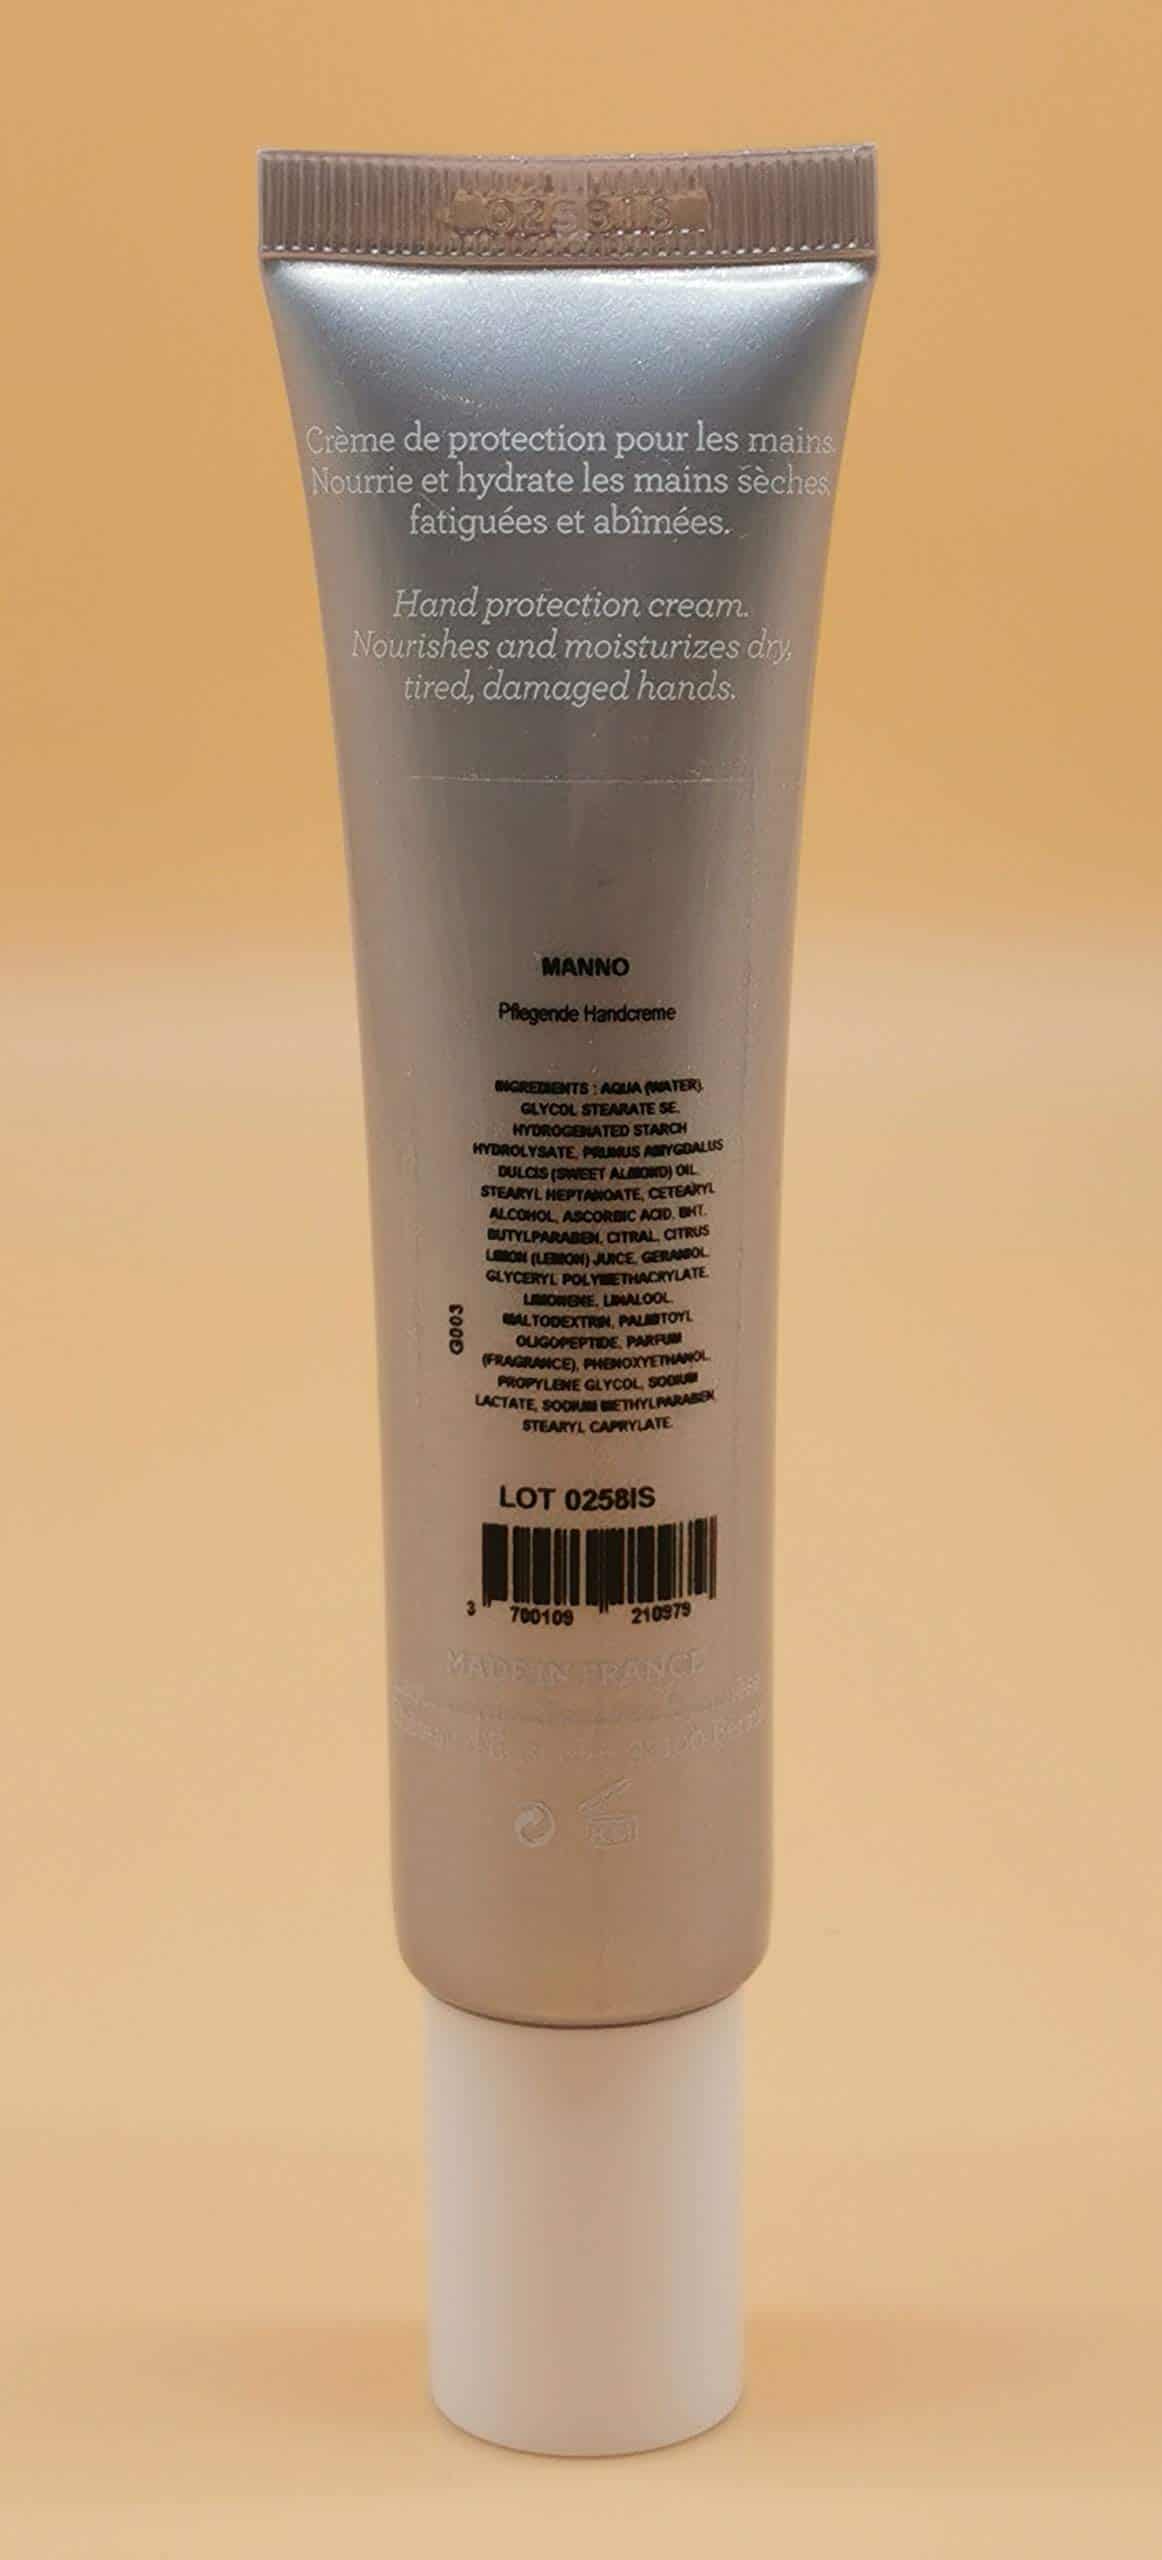 0258IS
Crème de protection pour les mains.
Nourrie et hydrate les mains sèches,
fatiguées et abîmées.
Hand protection cream.
Nourishes and moisturizes dry,
tired, damaged hands.
MANNO
Pflegende Handcreme
INGREDIENTS : AQUA (WATER),
GLYCOL STEARATE SE,
HYDROGENATED STARCH
HYDROLYSATE, PRUNUS AMYGDALUS
DULCIS (SWEET ALMOND) OIL,
STEARYL HEPTANOATE, CETEARYL
ALCOHOL, ASCORBIC ACID, BHT,
BUTYLPARABEN, CITRAL, CITRUS
LIMON (LEMON) JUICE, GERANIOL,
GLYCERYL POLYMETHACRYLATE,
LIMONENE, LINALOOL,
MALTODEXTRIN, PALMITOYL
OLIGOPEPTIDE, PARFUM
(FRAGRANCE), PHENOXYETHANOL,
PROPYLENE GLYCOL, SODIUM
LACTATE, SODIUM METHYLPARABEN,
STEARYL CAPRYLATE.
G003
LOT 0258IS
3 700109 210979
MADE IN FRANCE